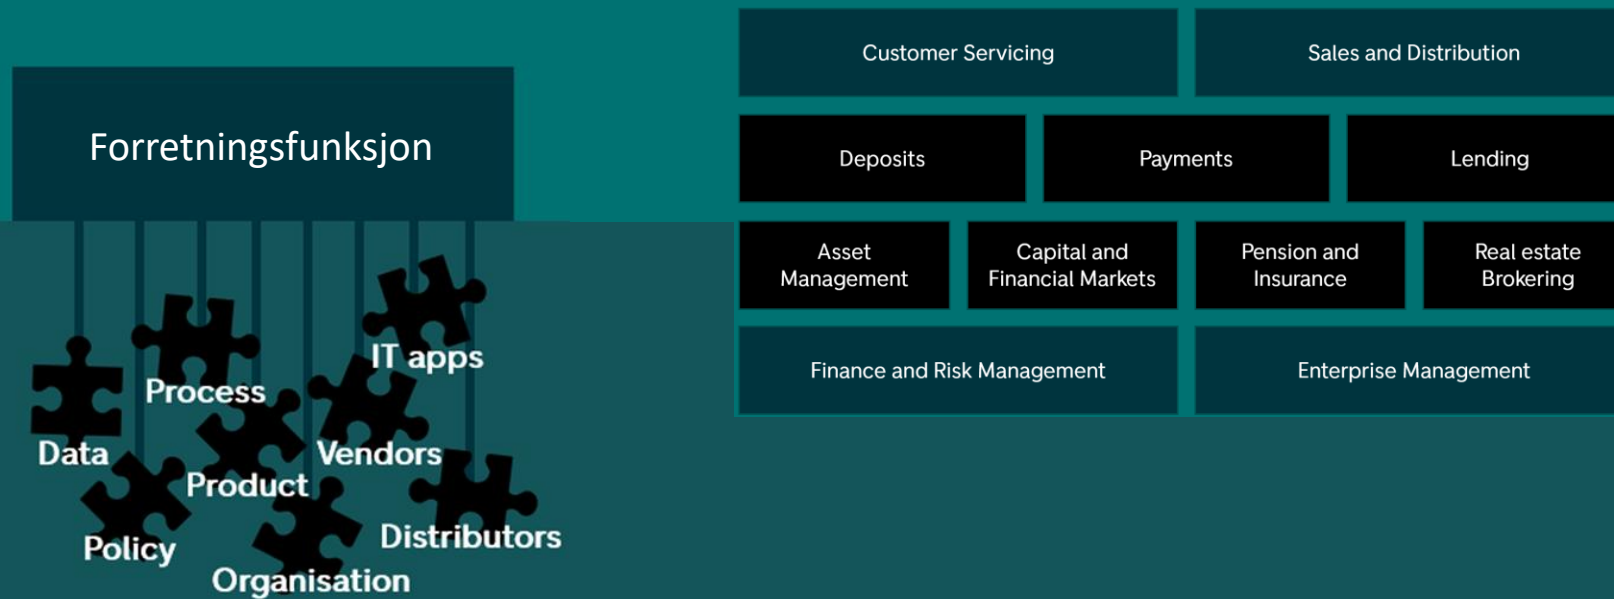 Forretningsfunksjon
IT apps
Process
Data
Vendors
Product
Distributors
Policy
Organisation
Customer Servicing
Sales and Distribution
Deposits
Payments
Lending
Asset
Management
Capital and
Financial Markets
Pension and
Insurance
Real estate
Brokering
Finance and Risk Management
Enterprise Management